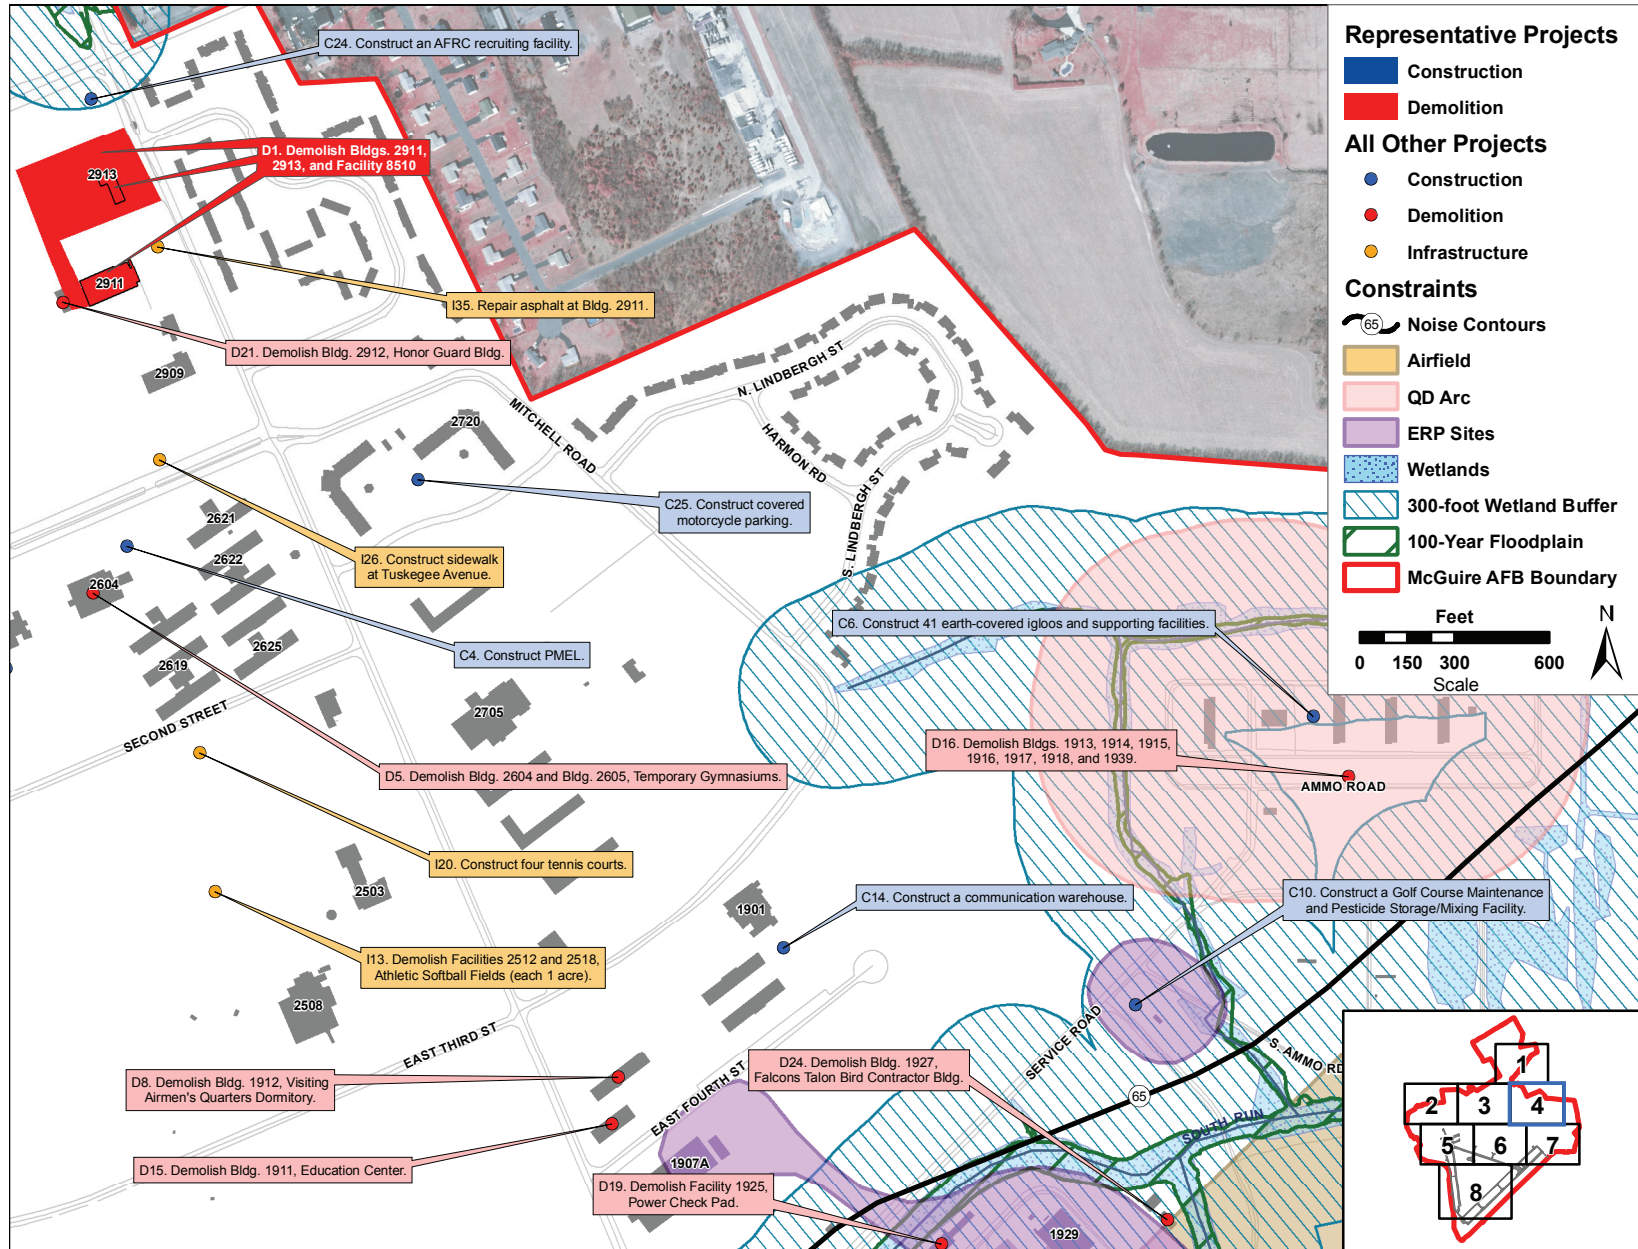 C24. Construct an AFRC recruiting facility.
D1. Demolish Bldgs. 2911,
2913, and Facility 8510
2913
2911
I35. Repair asphalt at Bldg. 2911.
D21. Demolish Bldg. 2912, Honor Guard Bldg.
2909
2720
MITCHELL ROAD
N. LINDBERGH ST
HARMON RD
S. LINDBERGH ST
C25. Construct covered
motorcycle parking.
2621
2622
I26. Construct sidewalk
at Tuskegee Avenue.
2604
2625
2619
C4. Construct PMEL.
C6. Construct 41 earth-covered igloos and supporting facilities.
SECOND STREET
2705
D16. Demolish Bldgs. 1913, 1914, 1915,
1916, 1917, 1918, and 1939.
AMMO ROAD
D5. Demolish Bldg. 2604 and Bldg. 2605, Temporary Gymnasiums.
I20. Construct four tennis courts.
2503
1901
C14. Construct a communication warehouse.
C10. Construct a Golf Course Maintenance
and Pesticide Storage/Mixing Facility.
I13. Demolish Facilities 2512 and 2518,
Athletic Softball Fields (each 1 acre).
2508
EAST THIRD ST
SERVICE ROAD
S. AMMO RD
D8. Demolish Bldg. 1912, Visiting
Airmen's Quarters Dormitory.
D24. Demolish Bldg. 1927,
Falcons Talon Bird Contractor Bldg.
65
EAST FOURTH ST
SOUTH RUN
D15. Demolish Bldg. 1911, Education Center.
1907A
D19. Demolish Facility 1925,
Power Check Pad.
1929
Representative Projects
Construction
Demolition
All Other Projects
Construction
Demolition
Infrastructure
Constraints
65 Noise Contours
Airfield
QD Arc
ERP Sites
Wetlands
300-foot Wetland Buffer
100-Year Floodplain
McGuire AFB Boundary
Feet
N
0 150 300 600
Scale
1
2 3 4
5 6 7
8